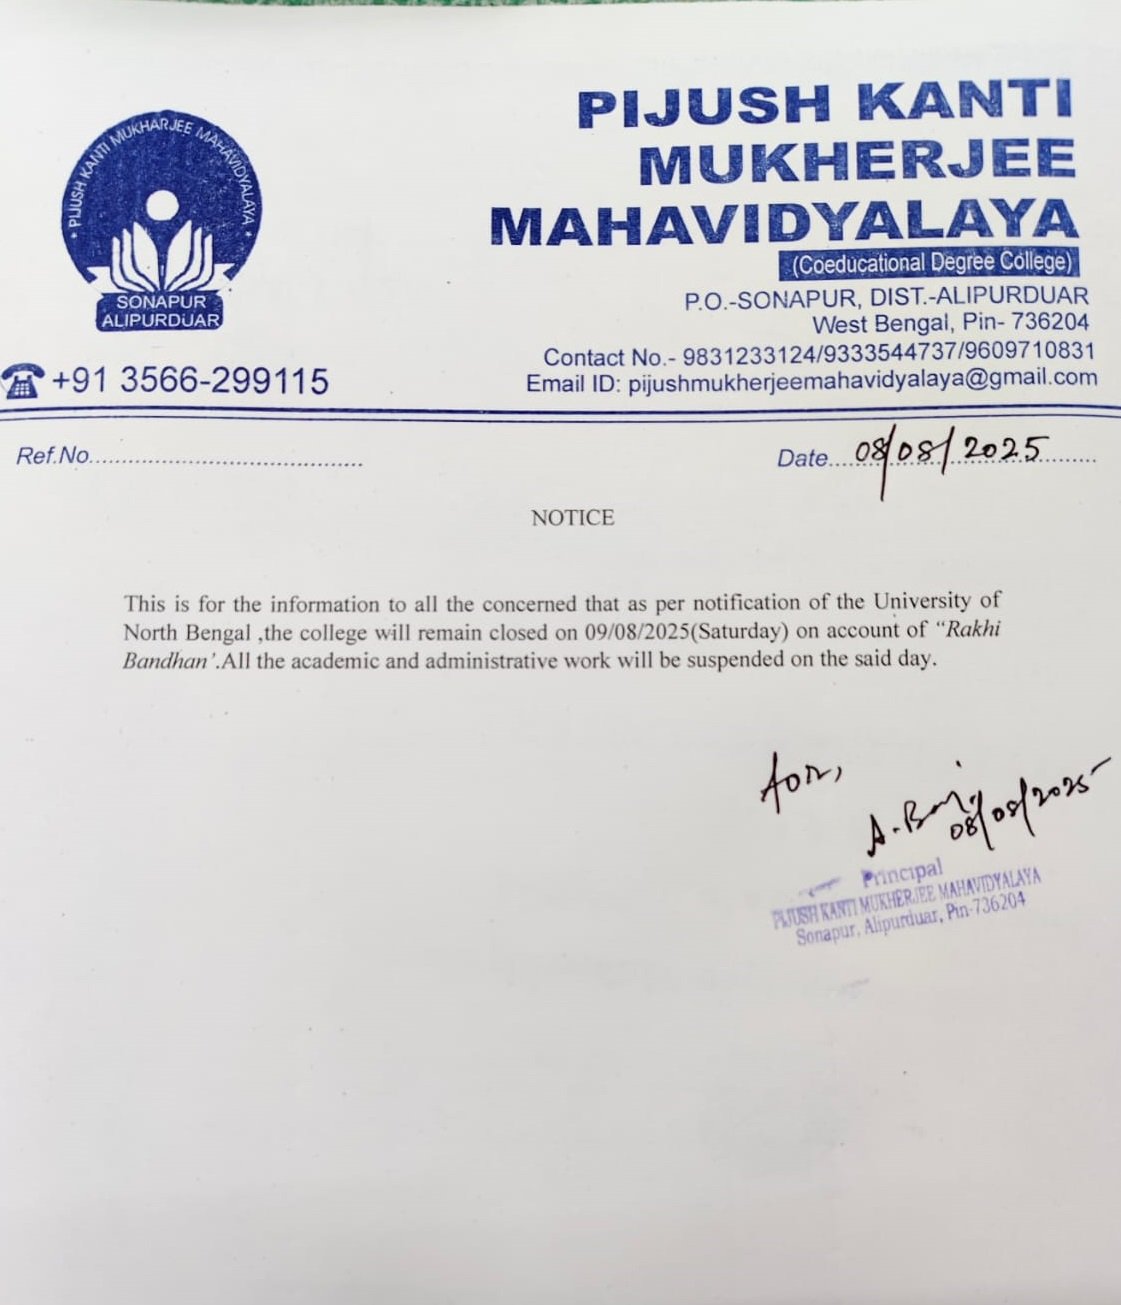 PIJUSH KANTI MUKHARJEE MAHAVIDYALAYA
SONAPUR
ALIPURDUAR
+91 3566-299115
PIJUSH KANTI
MUKHERJEE
MAHAVIDYALAYA
(Coeducational Degree College)
P.O.-SONAPUR, DIST.-ALIPURDUAR
West Bengal, Pin- 736204
Contact No.- 9831233124/9333544737/9609710831
Email ID: pijushmukherjeemahavidyalaya@gmail.com
Ref.No..................................................
Date....08/08/2025..........
NOTICE
This is for the information to all the concerned that as per notification of the University of
North Bengal ,the college will remain closed on 09/08/2025(Saturday) on account of “Rakhi
Bandhan’.All the academic and administrative work will be suspended on the said day.
for,
08/08/2025
Principal
PIJUSH KANTI MUKHERJEE MAHAVIDYALAYA
Sonapur, Alipurduar, Pin-736204